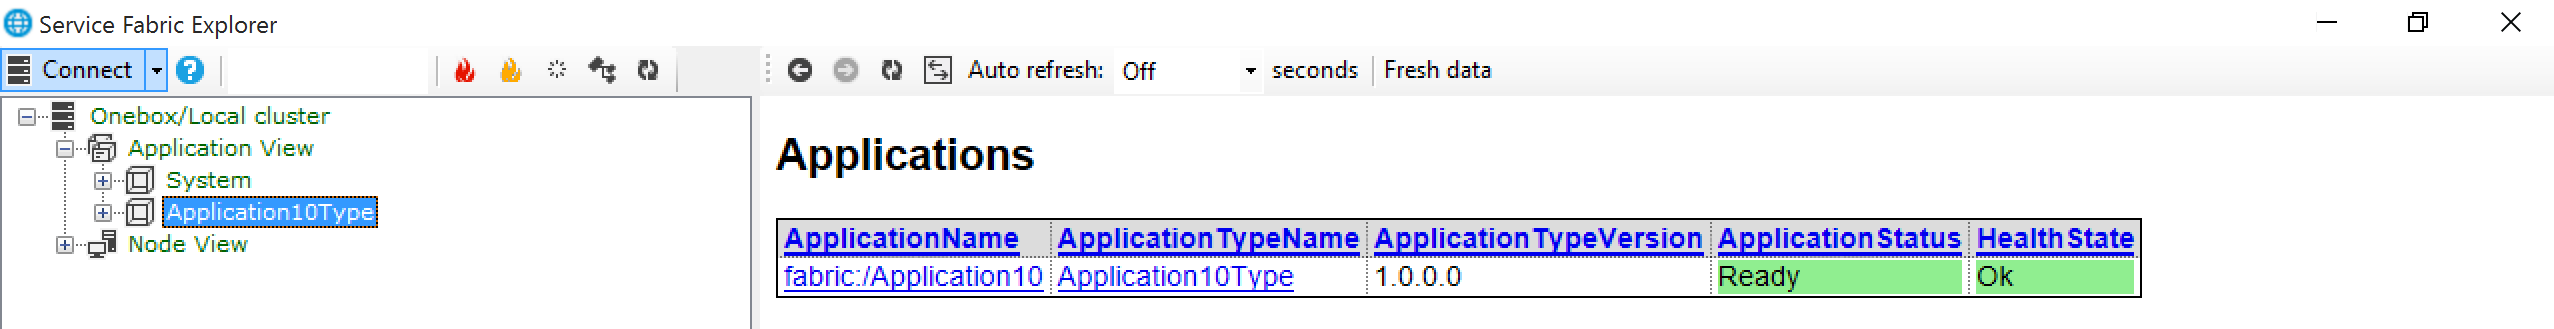 Service Fabric Explorer
Connect Auto refresh: Off seconds Fresh data
Onebox/Local cluster
Application View
System
Application10Type
Node View
Applications
ApplicationName ApplicationTypeName ApplicationTypeVersion ApplicationStatus HealthState
fabric:/Application10 Application10Type 1.0.0.0 Ready Ok